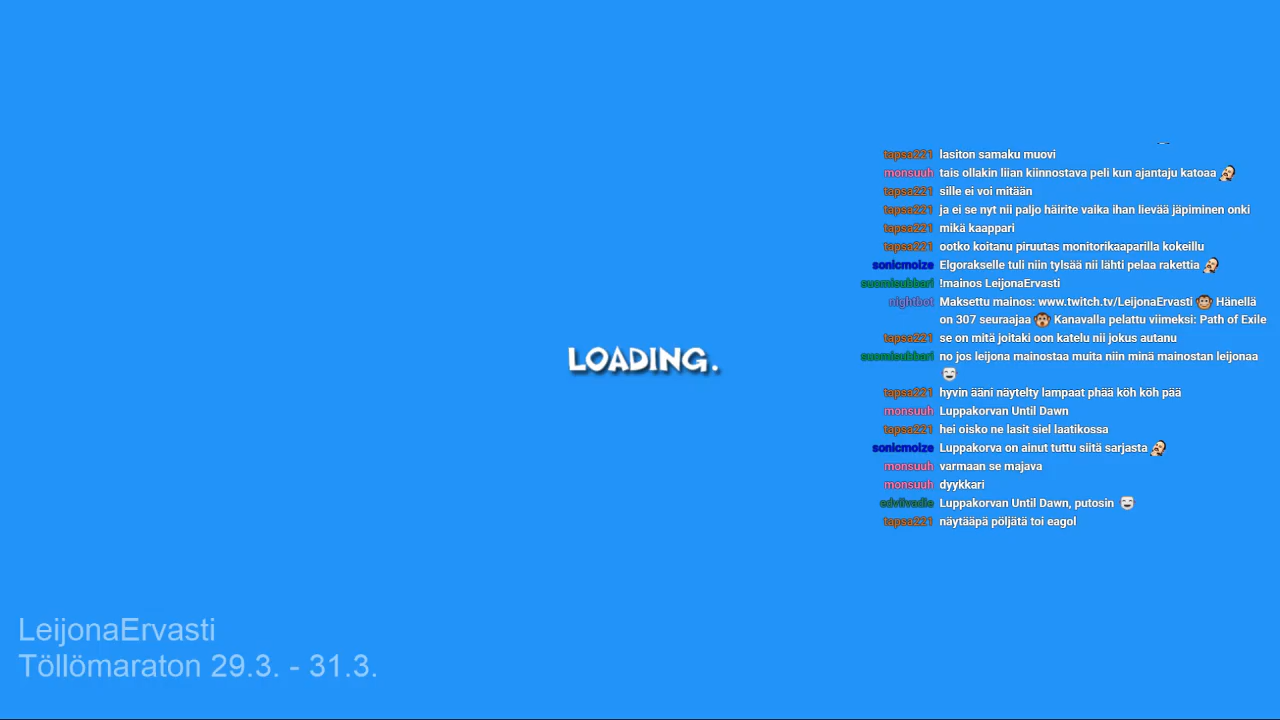 tapsa221 lasiton samaku muovi
monsuuh tais ollakin liian kiinnostava peli kun ajantaju katoaa
tapsa221 sille ei voi mitään
tapsa221 ja ei se nyt nii paljo häirite vaika ihan lievää jäpiminen onki
tapsa221 mikä kaappari
tapsa221 ootko koitanu piruutas monitorikaaparilla kokeillu
sonicmoize Elgorakselle tuli niin tylsää nii lähti pelaa rakettia
suomisubbari !mainos LeijonaErvasti
nightbot Maksettu mainos: www.twitch.tv/LeijonaErvasti Hänellä
on 307 seuraajaa Kanavalla pelattu viimeksi: Path of Exile
tapsa221 se on mitä joitaki oon katelu nii jokus autanu
suomisubbari no jos leijona mainostaa muita niin minä mainostan leijonaa
LOADING.
tapsa221 hyvin ääni näytelty lampaat phää köh köh pää
monsuuh Luppakorvan Until Dawn
tapsa221 hei oisko ne lasit siel laatikossa
sonicmoize Luppakorva on ainut tuttu siitä sarjasta
monsuuh varmaan se majava
monsuuh dyykkari
edviivadie Luppakorvan Until Dawn, putosin
tapsa221 näytääpä pöljätä toi eagol
LeijonaErvasti
Töllömaraton 29.3. - 31.3.